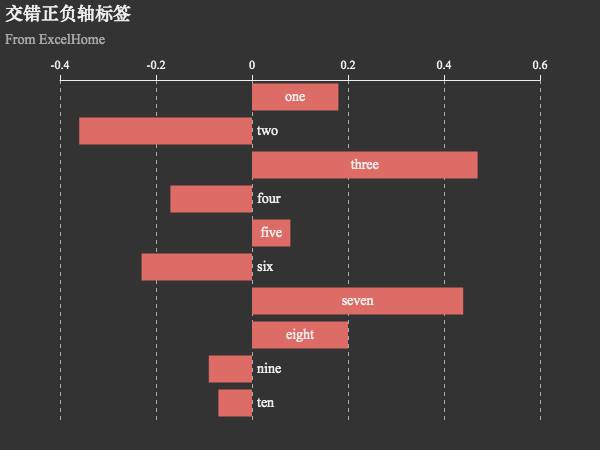 交错正负轴标签
From ExcelHome
-0.4 -0.2 0 0.2 0.4 0.6
one
two
three
four
five
six
seven
eight
nine
ten